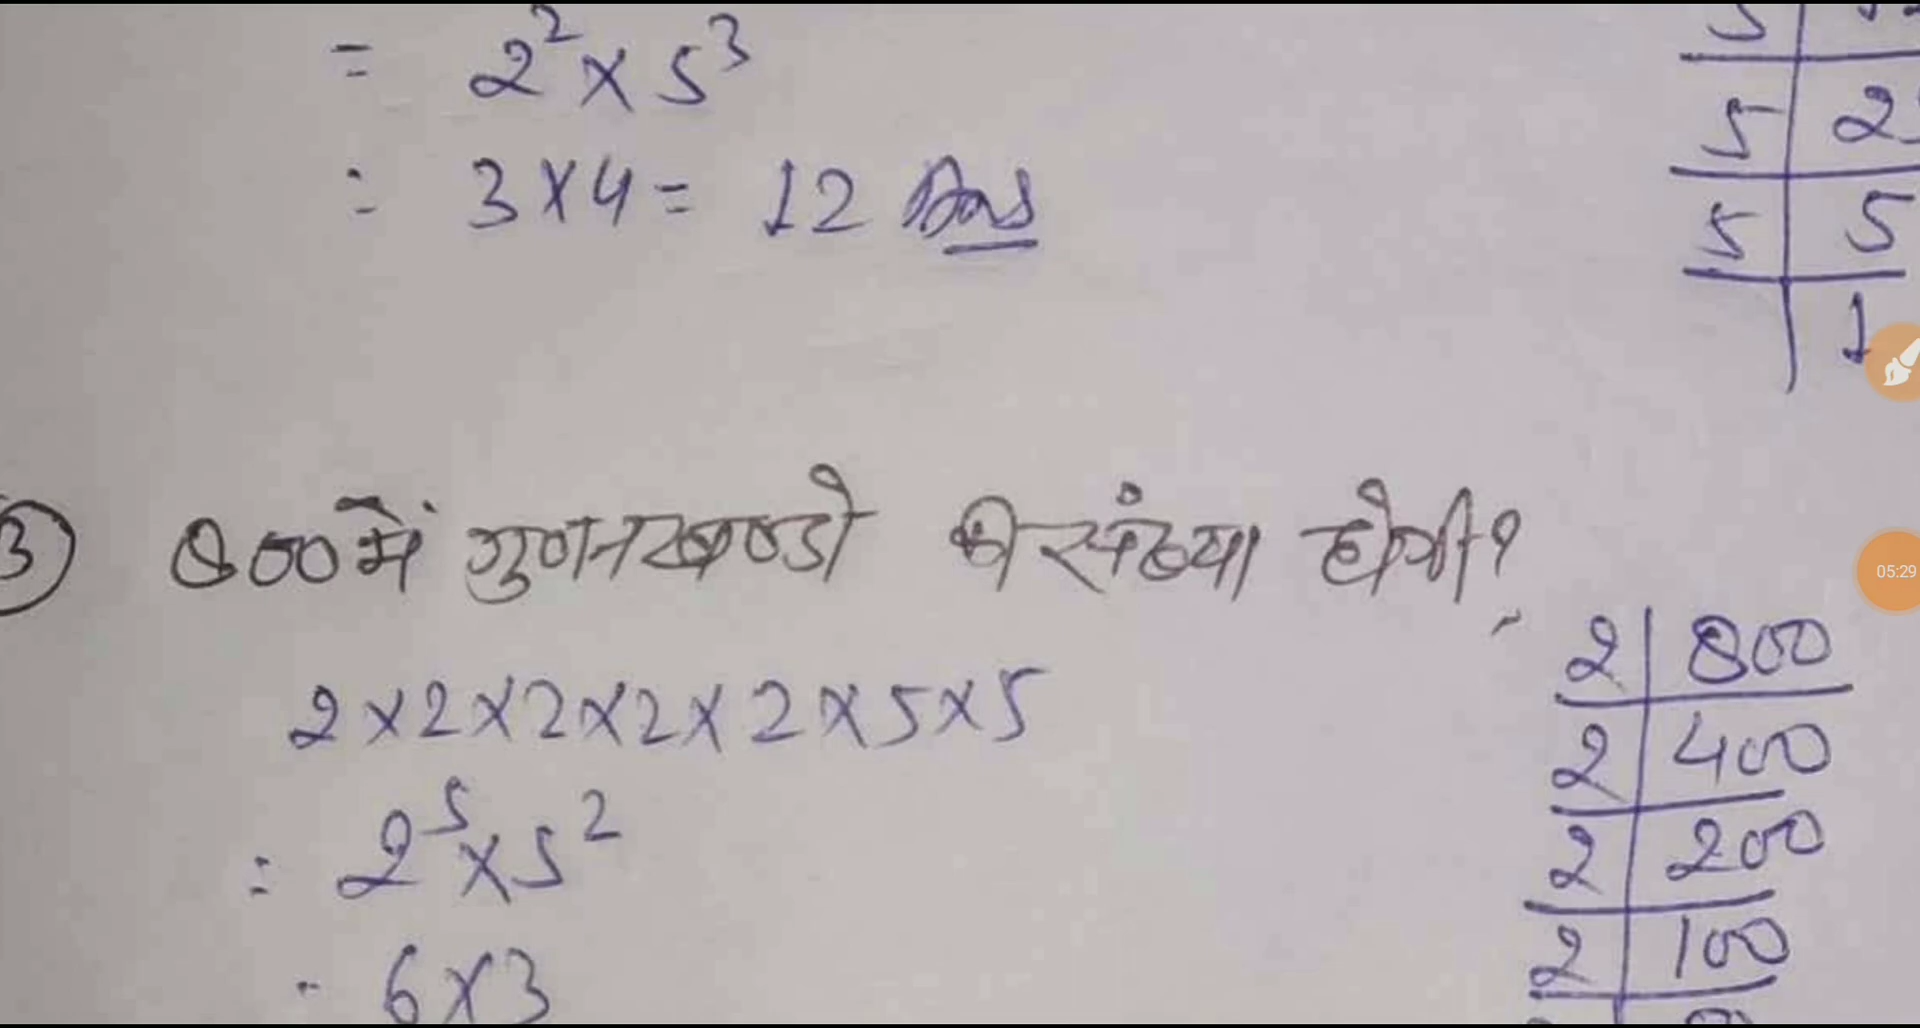 = 2² × 5³
= 3 × 4 = 12 Ans
5
5 | 2
5 | 5
1
3 800 में गुणनखण्डो की संख्या होगी?
2 × 2 × 2 × 2 × 2 × 5 × 5
= 2⁵ × 5²
= 6 × 3
2 | 800
2 | 400
2 | 200
2 | 100
05:29